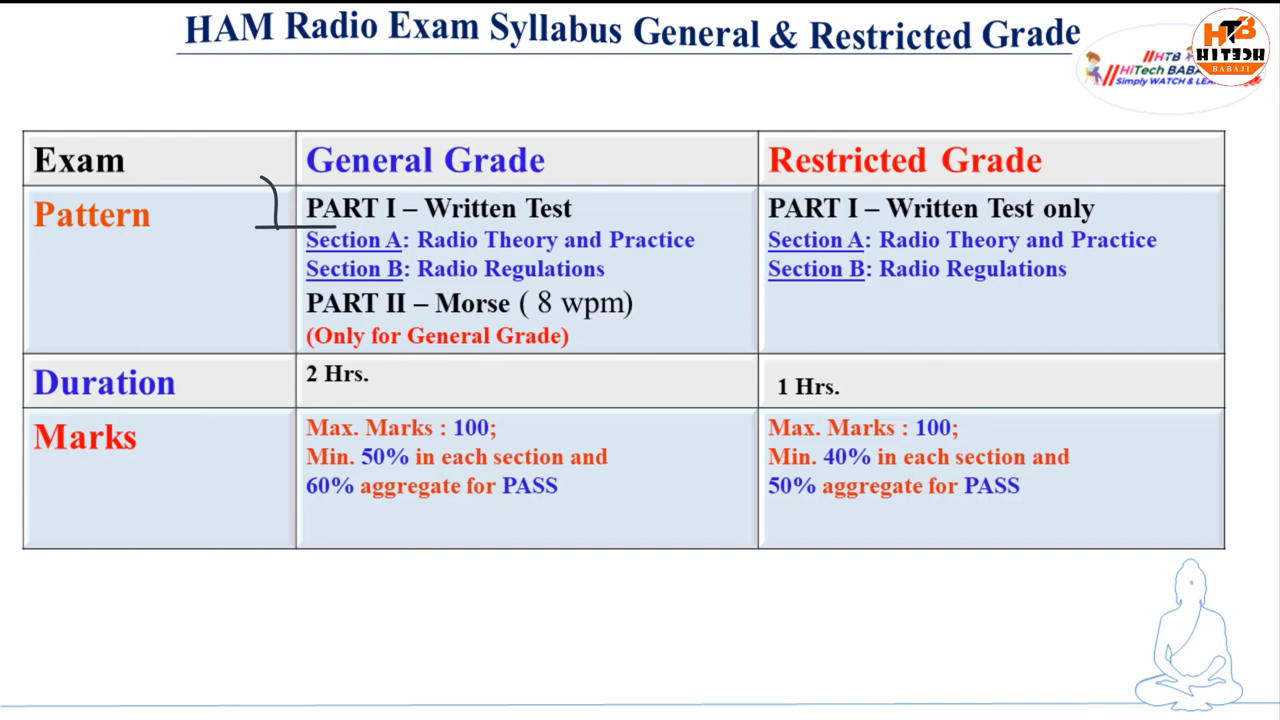 HAM Radio Exam Syllabus General & Restricted Grade
HTB
HITECH
BABAJI
//HTB
//HiTech BABA
Simply WATCH & LEA
Exam
General Grade
Restricted Grade
Pattern
PART I – Written Test
Section A: Radio Theory and Practice
Section B: Radio Regulations
PART II – Morse ( 8 wpm)
(Only for General Grade)
PART I – Written Test only
Section A: Radio Theory and Practice
Section B: Radio Regulations
Duration
2 Hrs.
1 Hrs.
Marks
Max. Marks : 100;
Min. 50% in each section and
60% aggregate for PASS
Max. Marks : 100;
Min. 40% in each section and
50% aggregate for PASS